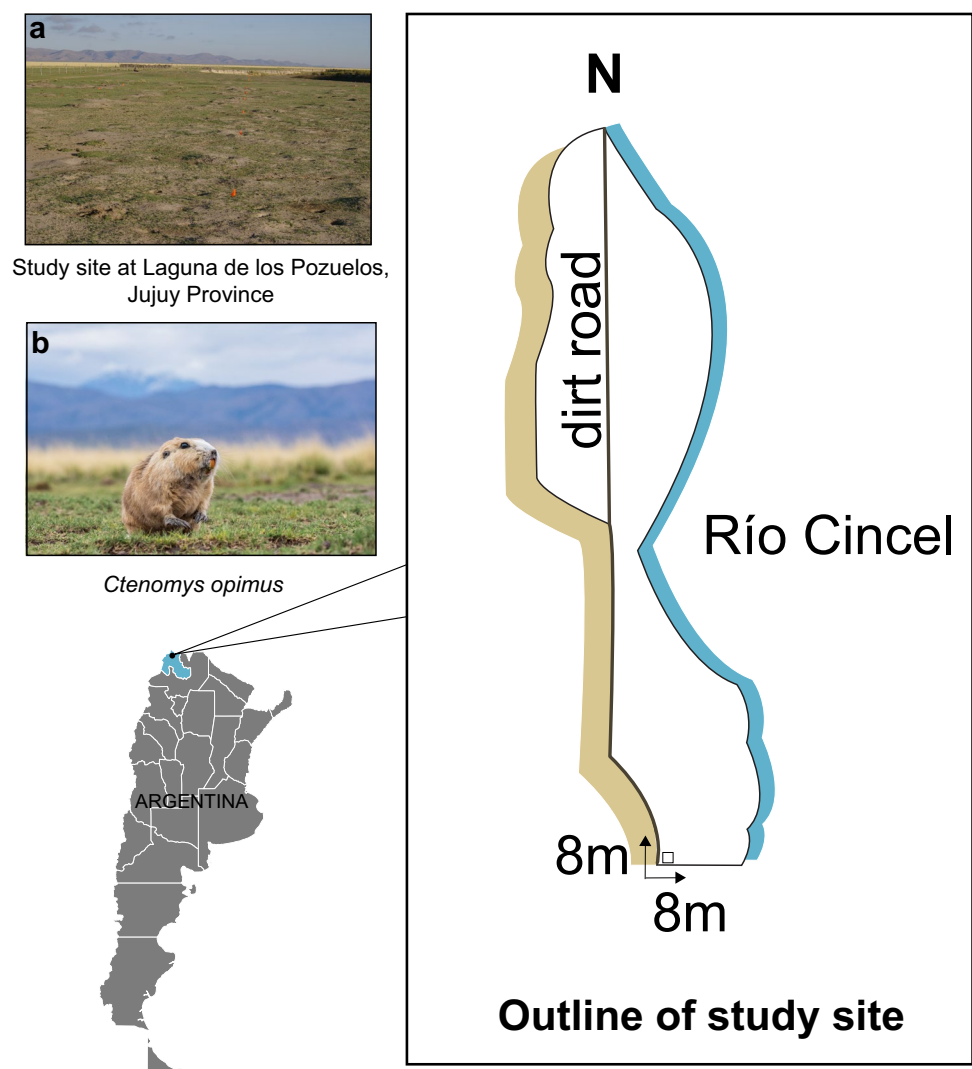 a
Study site at Laguna de los Pozuelos,
Jujuy Province
b
Ctenomys opimus
ARGENTINA
N
dirt road
Río Cincel
8m
8m
Outline of study site